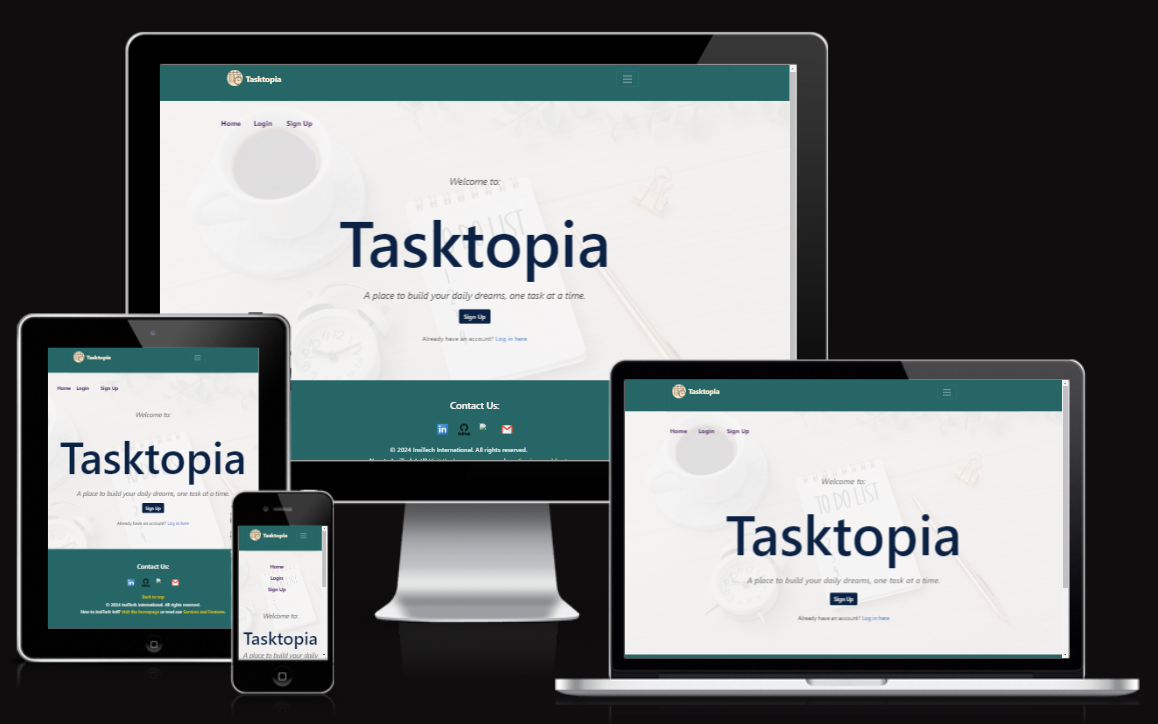 Tasktopia
Home Login Sign Up
Welcome to:
TO DO LIST
Tasktopia
A place to build your daily dreams, one task at a time.
Sign Up
Already have an account? Log in here
Contact Us:
© 2024 InsiTech International. All rights reserved.
Tasktopia
Home Login Sign Up
Welcome to:
Tasktopia
A place to build your daily dreams, one task at a time.
Sign Up
Already have an account? Log in here
Contact Us:
Back to top
© 2024 InsiTech International. All rights reserved.
New to InsiTech Intl? Visit the homepage or read our Services and Features.
Tasktopia
Home
Login
Sign Up
Welcome to:
Tasktopia
A place to build your daily
Tasktopia
Home Login Sign Up
Welcome to:
TO DO LIST
Tasktopia
A place to build your daily dreams, one task at a time.
Sign Up
Already have an account? Log in here